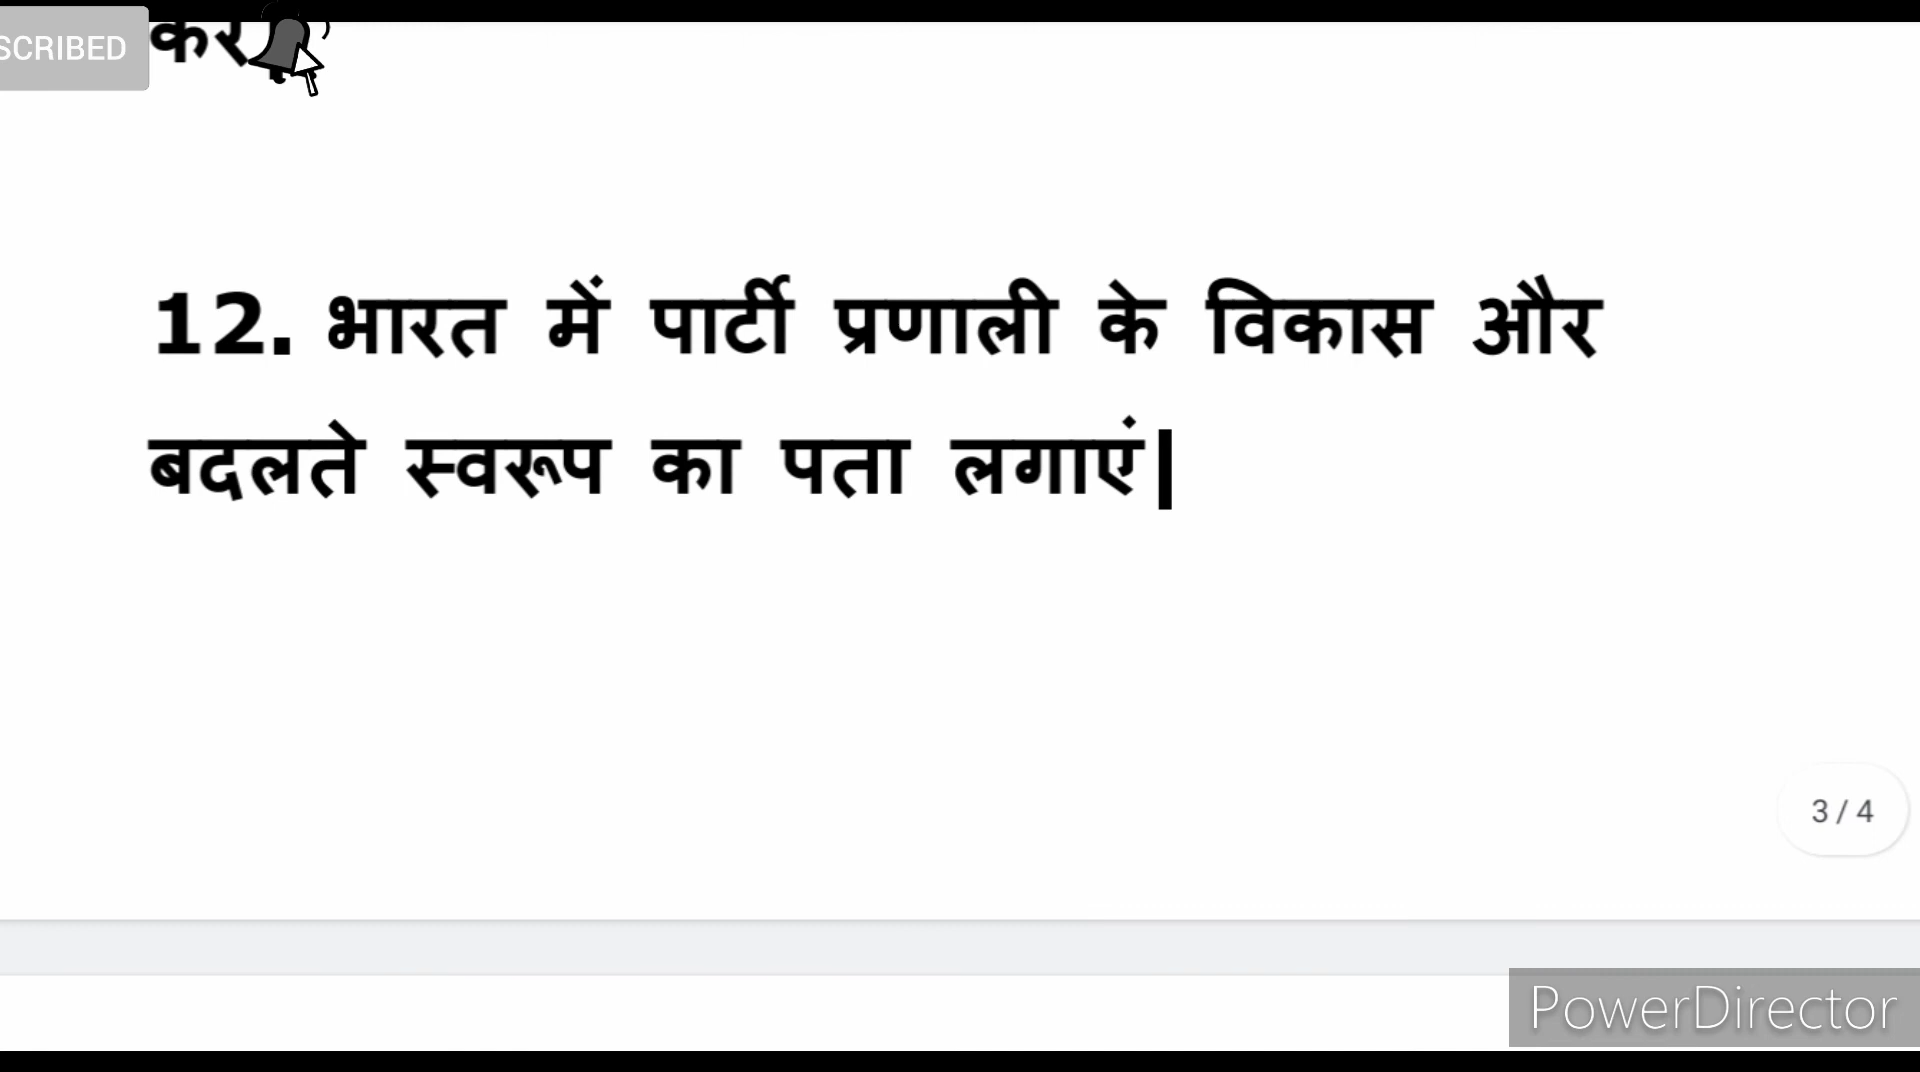 SCRIBED
12. भारत में पार्टी प्रणाली के विकास और
बदलते स्वरूप का पता लगाएं|
3 / 4
PowerDirector